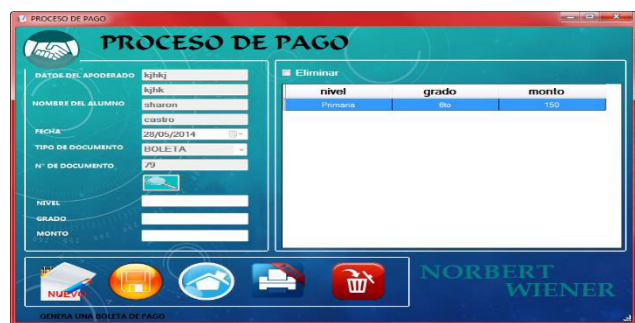 PROCESO DE PAGO
PROCESO DE PAGO
DATOS DEL APODERADO kjhkj
kjhk
NOMBRE DEL ALUMNO sharon
castro
FECHA 28/05/2014
TIPO DE DOCUMENTO BOLETA
N° DE DOCUMENTO 79
NIVEL
GRADO
MONTO
Eliminar
nivel grado monto
Primaria 6to 150
NUEVO
NORBERT
WIENER
GENERA UNA BOLETA DE PAGO